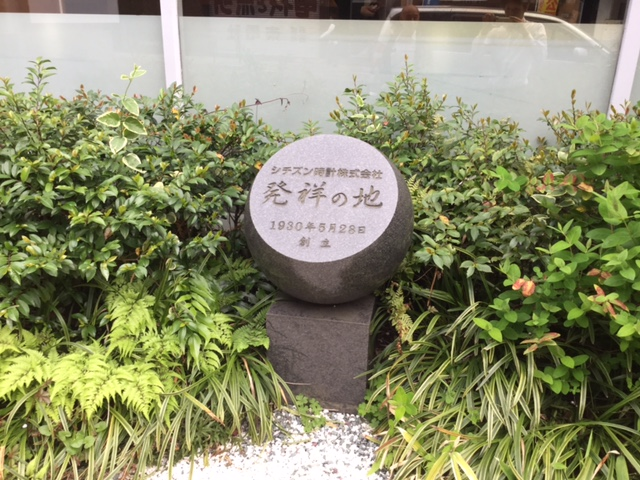 シチズン時計株式会社
発祥の地
1930年5月28日
創立